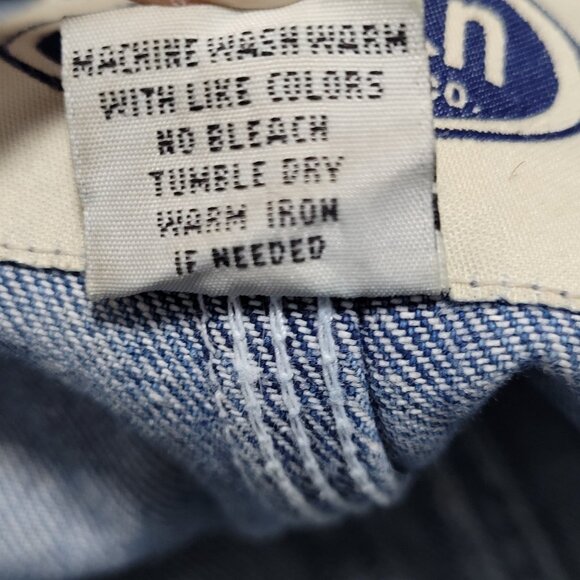 MACHINE WASH WARM
WITH LIKE COLORS
NO BLEACH
TUMBLE DRY
WARM IRON
IF NEEDED